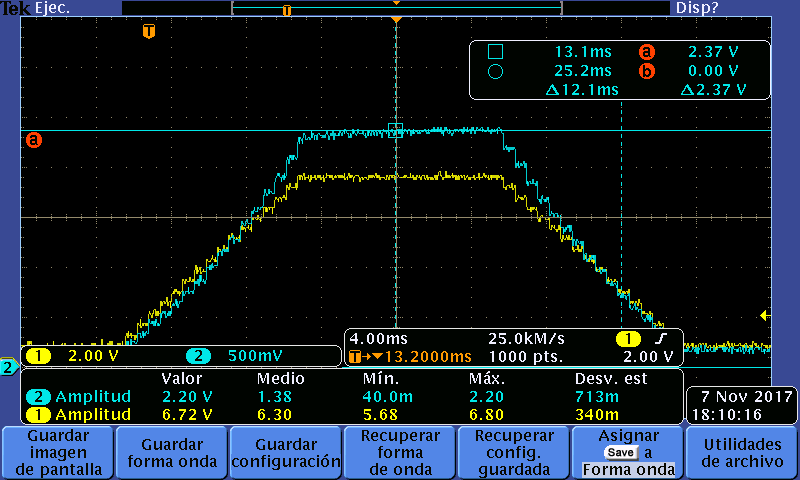 Tek Ejec. Disp?
T
T
13.1ms a 2.37 V
25.2ms b 0.00 V
Δ12.1ms Δ2.37 V
a
2
1 2.00 V 2 500mV
4.00ms 25.0kM/s 1
T→▼13.2000ms 1000 pts. 2.00 V
Valor Medio Mín. Máx. Desv. est
2 Amplitud 2.20 V 1.38 40.0m 2.20 713m
1 Amplitud 6.72 V 6.30 5.68 6.80 340m
7 Nov 2017
18:10:16
Guardar
imagen
de pantalla
Guardar
forma onda
Guardar
configuración
Recuperar
forma
de onda
Recuperar
config.
guardada
Asignar
Save a
Forma onda
Utilidades
de archivo